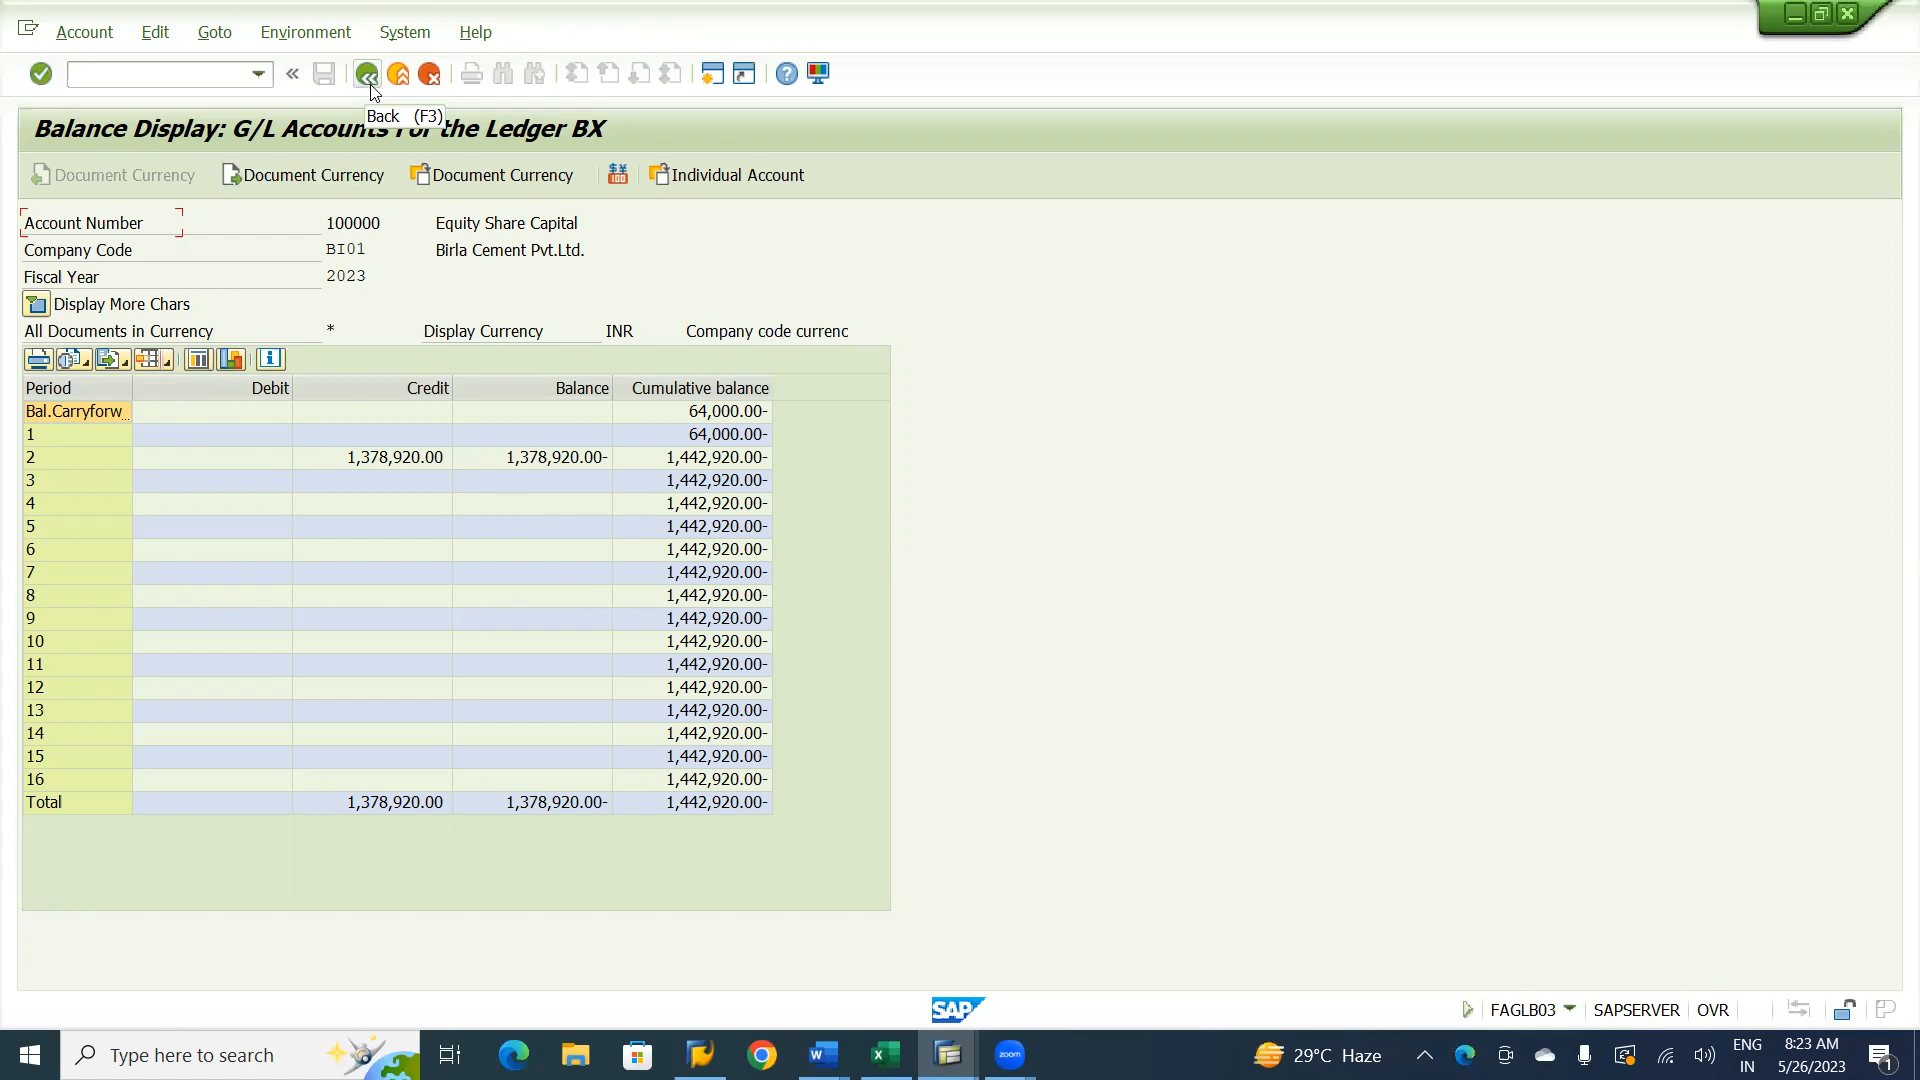 Account Edit Goto Environment System Help
Back (F3)
Balance Display: G/L Accounts For the Ledger BX
Document Currency Document Currency Document Currency Individual Account
Account Number 100000 Equity Share Capital
Company Code BI01 Birla Cement Pvt.Ltd.
Fiscal Year 2023
Display More Chars
All Documents in Currency * Display Currency INR Company code currenc
Period Debit Credit Balance Cumulative balance
Bal.Carryforw... 64,000.00-
1 64,000.00-
2 1,378,920.00 1,378,920.00- 1,442,920.00-
3 1,442,920.00-
4 1,442,920.00-
5 1,442,920.00-
6 1,442,920.00-
7 1,442,920.00-
8 1,442,920.00-
9 1,442,920.00-
10 1,442,920.00-
11 1,442,920.00-
12 1,442,920.00-
13 1,442,920.00-
14 1,442,920.00-
15 1,442,920.00-
16 1,442,920.00-
Total 1,378,920.00 1,378,920.00- 1,442,920.00-
SAP FAGLB03 SAPSERVER OVR
Type here to search zoom 29°C Haze ENG IN 8:23 AM 5/26/2023 1